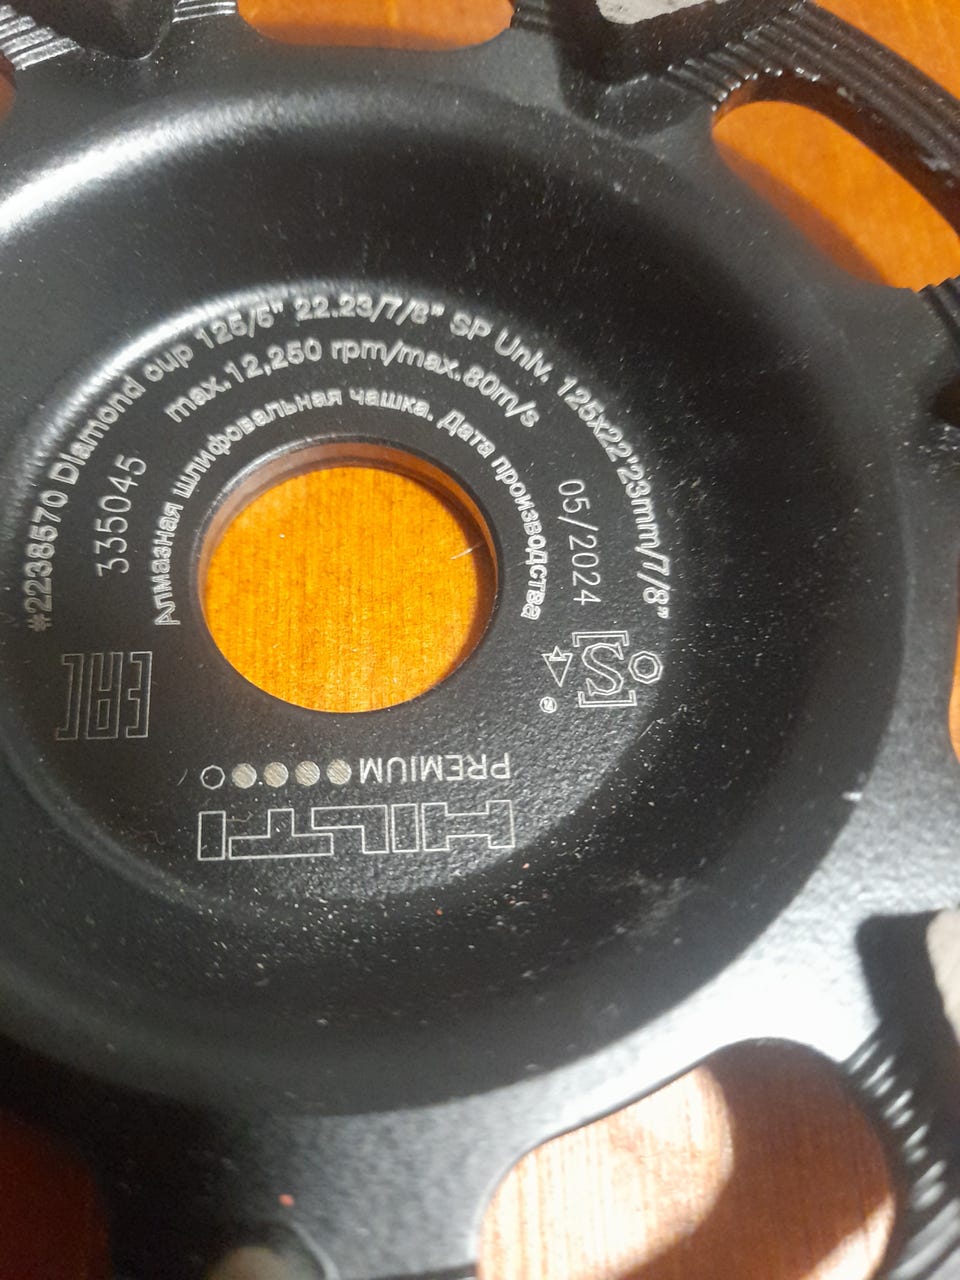 #2238570 Diamond cup 125/5" 22.23/7/8" SP Univ. 125x22'23mm/7/8"
max.12,250 rpm/max.80m/s
335045
Алмазная шлифовальная чашка. Дата производства
05/2024
EAC
oS
PREMIUM
HILTI